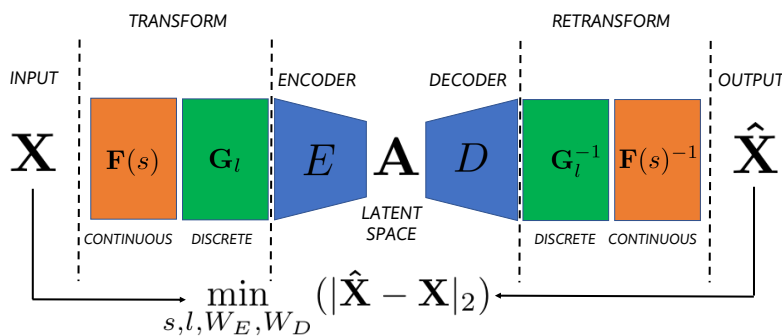 TRANSFORM
RETRANSFORM
INPUT
ENCODER
DECODER
OUTPUT
X
F(s)
G_l
E
A
D
G_l^{-1}
F(s)^{-1}
X̂
LATENT
SPACE
CONTINUOUS
DISCRETE
DISCRETE
CONTINUOUS
min (|X̂ − X|_2)
s,l,W_E,W_D